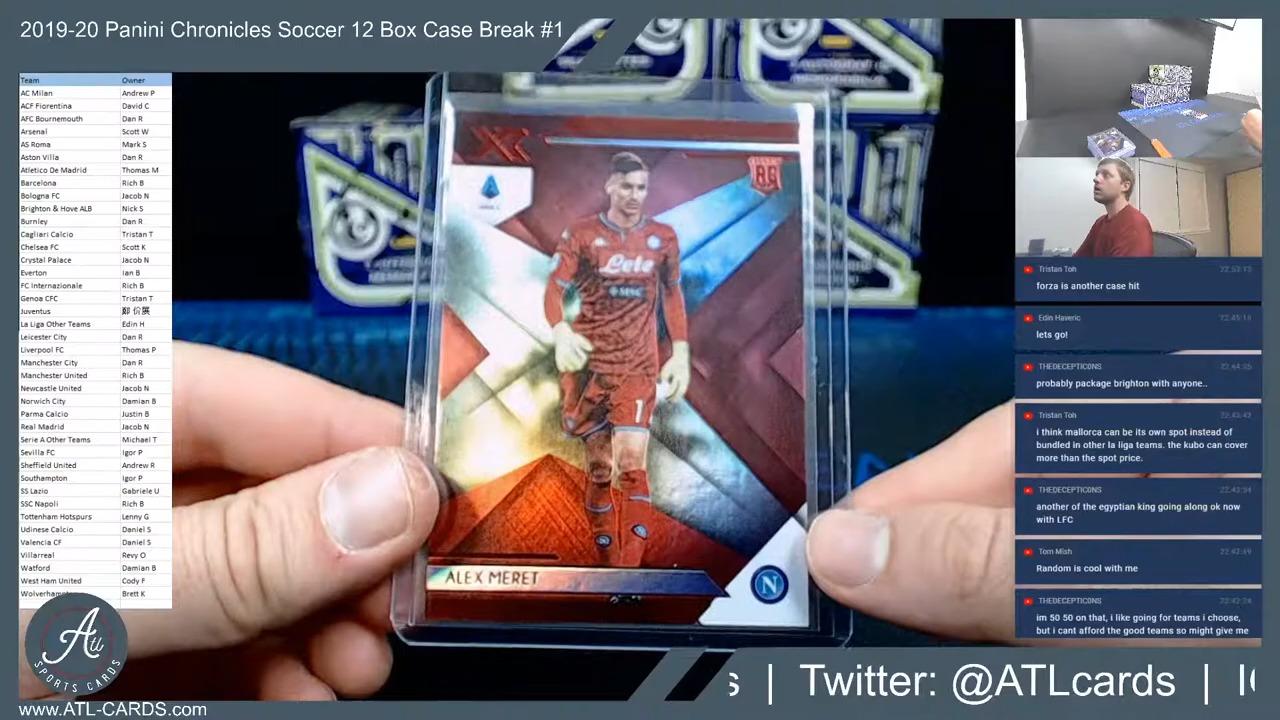 2019-20 Panini Chronicles Soccer 12 Box Case Break #1
Team Owner
AC Milan Andrew P
ACF Fiorentina David C
AFC Bournemouth Dan R
Arsenal Scott W
AS Roma Mark S
Aston Villa Dan R
Atletico De Madrid Thomas M
Barcelona Rich B
Bologna FC Jacob N
Brighton & Hove ALB Nick S
Burnley Dan R
Cagliari Calcio Tristan T
Chelsea FC Scott K
Crystal Palace Jacob N
Everton Ian B
FC Internazionale Rich B
Genoa CFC Tristan T
Juventus
La Liga Other Teams Edin H
Leicester City Dan R
Liverpool FC Thomas P
Manchester City Dan R
Manchester United Rich B
Newcastle United Jacob N
Norwich City Damian B
Parma Calcio Justin B
Real Madrid Jacob N
Serie A Other Teams Michael T
Sevilla FC Igor P
Sheffield United Andrew R
Southampton Igor P
SS Lazio Gabriele U
SSC Napoli Rich B
Tottenham Hotspurs Lenny G
Udinese Calcio Daniel S
Valencia CF Daniel S
Villarreal Revy O
Watford Damian B
West Ham United Cody F
Brett K
ATL
SPORTS CARDS
www.ATL-CARDS.com
XR
Lete
MSC
1
ALEX MERET
N
Tristan Toh
forza is another case hit
Edin Haveric
lets go!
THEDECEPTICONS
probably package brighton with anyone..
Tristan Toh
i think mallorca can be its own spot instead of
bundled in other la liga teams. the kubo can cover
more than the spot price.
THEDECEPTICONS
another of the egyptian king going along ok now
with LFC
Tom Mish
Random is cool with me
THEDECEPTICONS
im 50 50 on that, i like going for teams i choose,
but i cant afford the good teams so might give me
s | Twitter: @ATLcards |